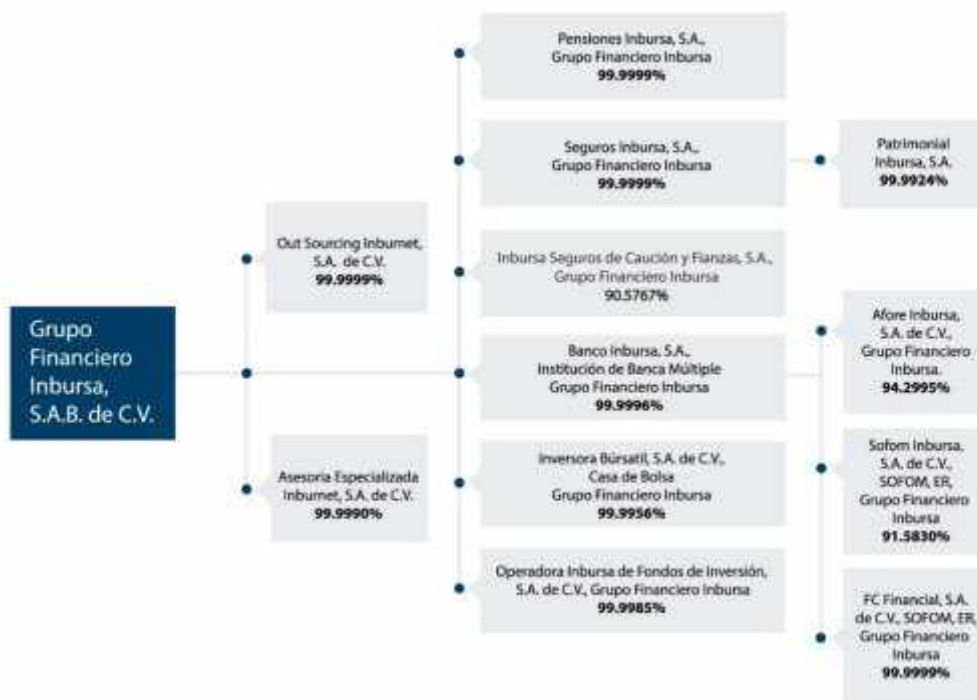 Grupo
Financiero
Inbursa,
S.A.B. de C.V.
Out Sourcing Inburnet,
S.A. de C.V.
99.9999%
Asesoría Especializada
Inburnet, S.A. de C.V.
99.9990%
Pensiones Inbursa, S.A.,
Grupo Financiero Inbursa
99.9999%
Seguros Inbursa, S.A.,
Grupo Financiero Inbursa
99.9999%
Inbursa Seguros de Caución y Fianzas, S.A.,
Grupo Financiero Inbursa
90.5767%
Banco Inbursa, S.A.,
Institución de Banca Múltiple
Grupo Financiero Inbursa
99.9996%
Inversora Búrsatil, S.A. de C.V.,
Casa de Bolsa
Grupo Financiero Inbursa
99.9956%
Operadora Inbursa de Fondos de Inversión,
S.A. de C.V., Grupo Financiero Inbursa
99.9985%
Patrimonial
Inbursa, S.A.
99.9924%
Afore Inbursa,
S.A. de C.V.,
Grupo Financiero
Inbursa.
94.2995%
Sofom Inbursa,
S.A. de C.V.,
SOFOM, ER,
Grupo Financiero
Inbursa
91.5830%
FC Financial, S.A.
de C.V., SOFOM, ER,
Grupo Financiero
Inbursa
99.9999%